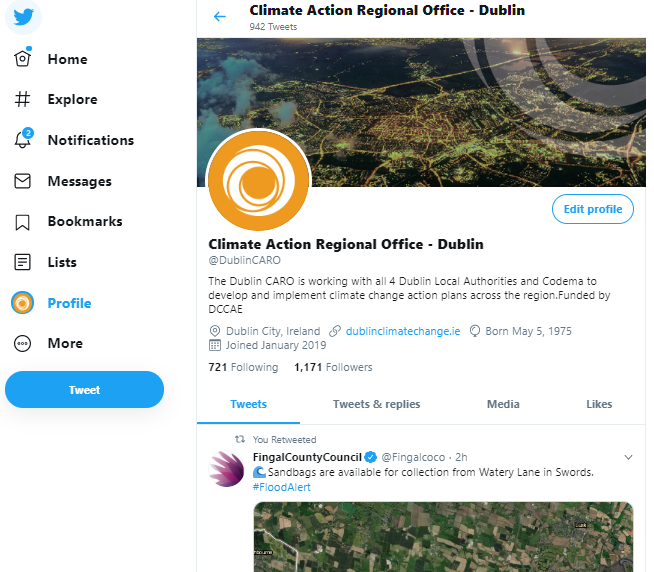 Climate Action Regional Office - Dublin
942 Tweets
Home
Explore
2
Notifications
Messages
Bookmarks
Lists
Profile
More
Tweet
Edit profile
Climate Action Regional Office - Dublin
@DublinCARO
The Dublin CARO is working with all 4 Dublin Local Authorities and Codema to
develop and implement climate change action plans across the region.Funded by
DCCAE
Dublin City, Ireland dublinclimatechange.ie Born May 5, 1975
Joined January 2019
721 Following 1,171 Followers
Tweets Tweets & replies Media Likes
You Retweeted
FingalCountyCouncil @Fingalcoco · 2h
🌊Sandbags are available for collection from Watery Lane in Swords.
#FloodAlert
Lusk